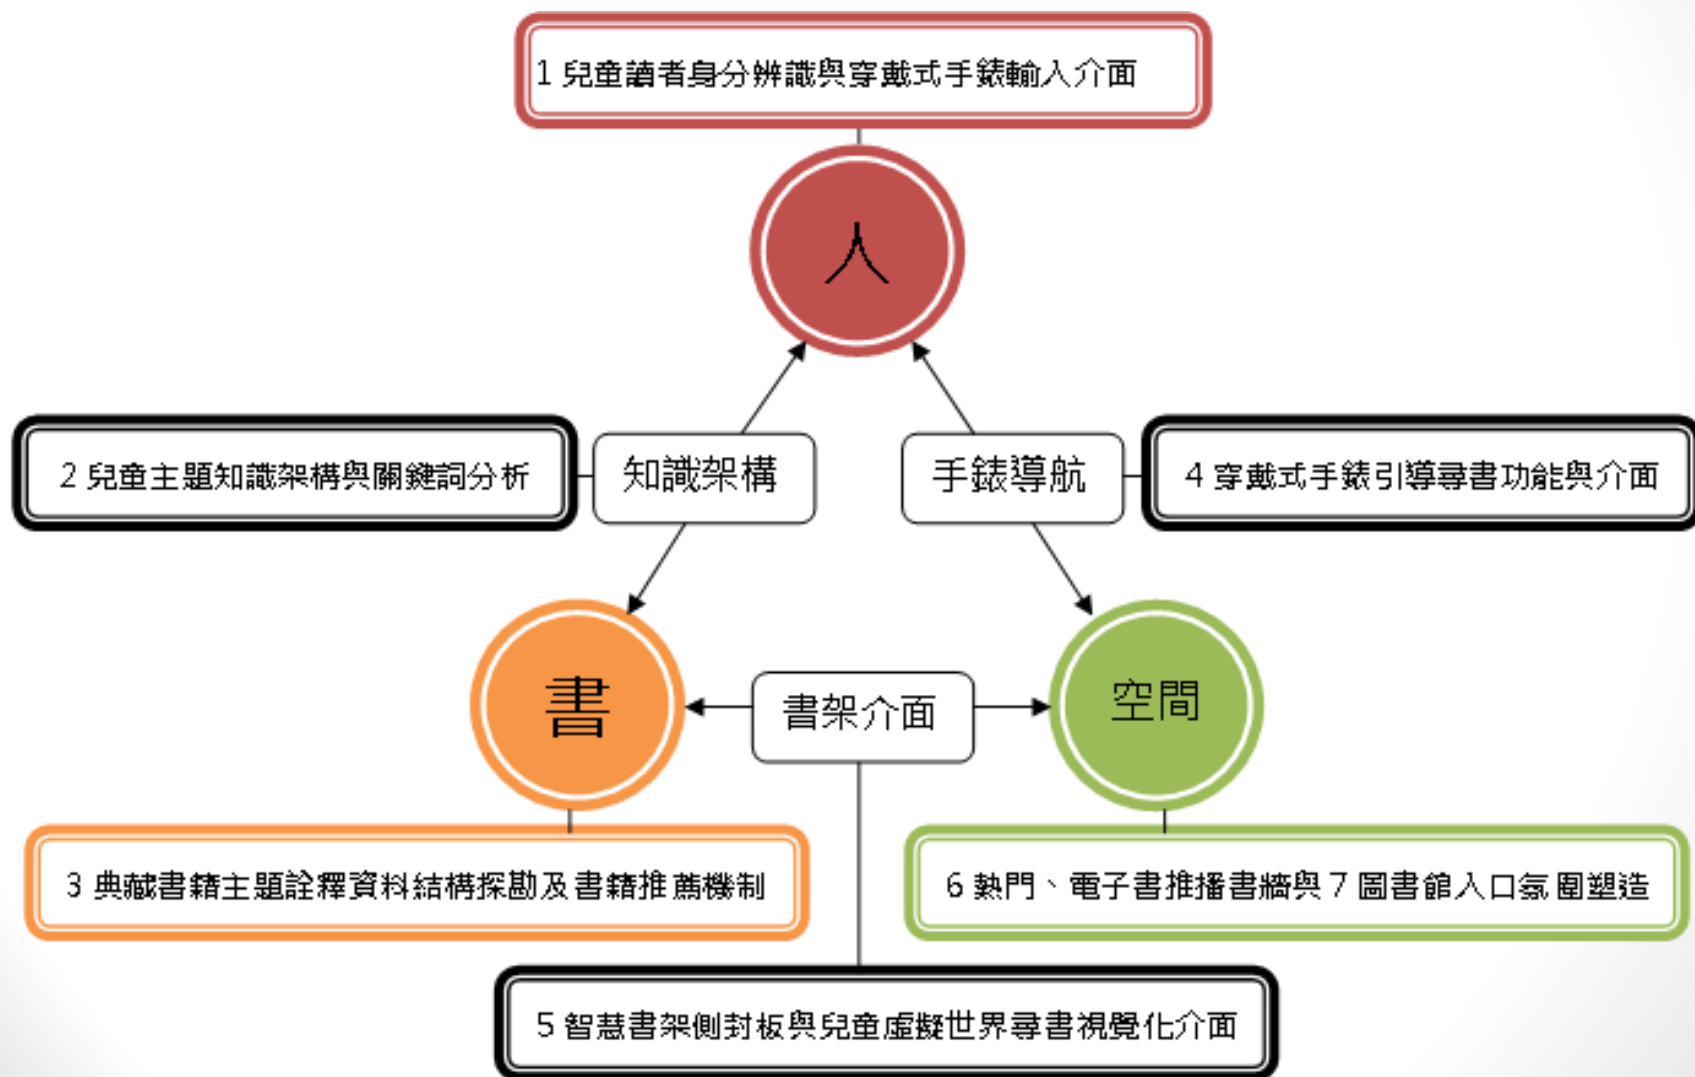 1 兒童讀者身分辨識與穿戴式手錶輸入介面
人
2 兒童主題知識架構與關鍵詞分析
知識架構
手錶導航
4 穿戴式手錶引導尋書功能與介面
書
書架介面
空間
3 典藏書籍主題詮釋資料結構探勘及書籍推薦機制
6 熱門、電子書推播書牆與 7 圖書館入口氛圍塑造
5 智慧書架側封板與兒童虛擬世界尋書視覺化介面